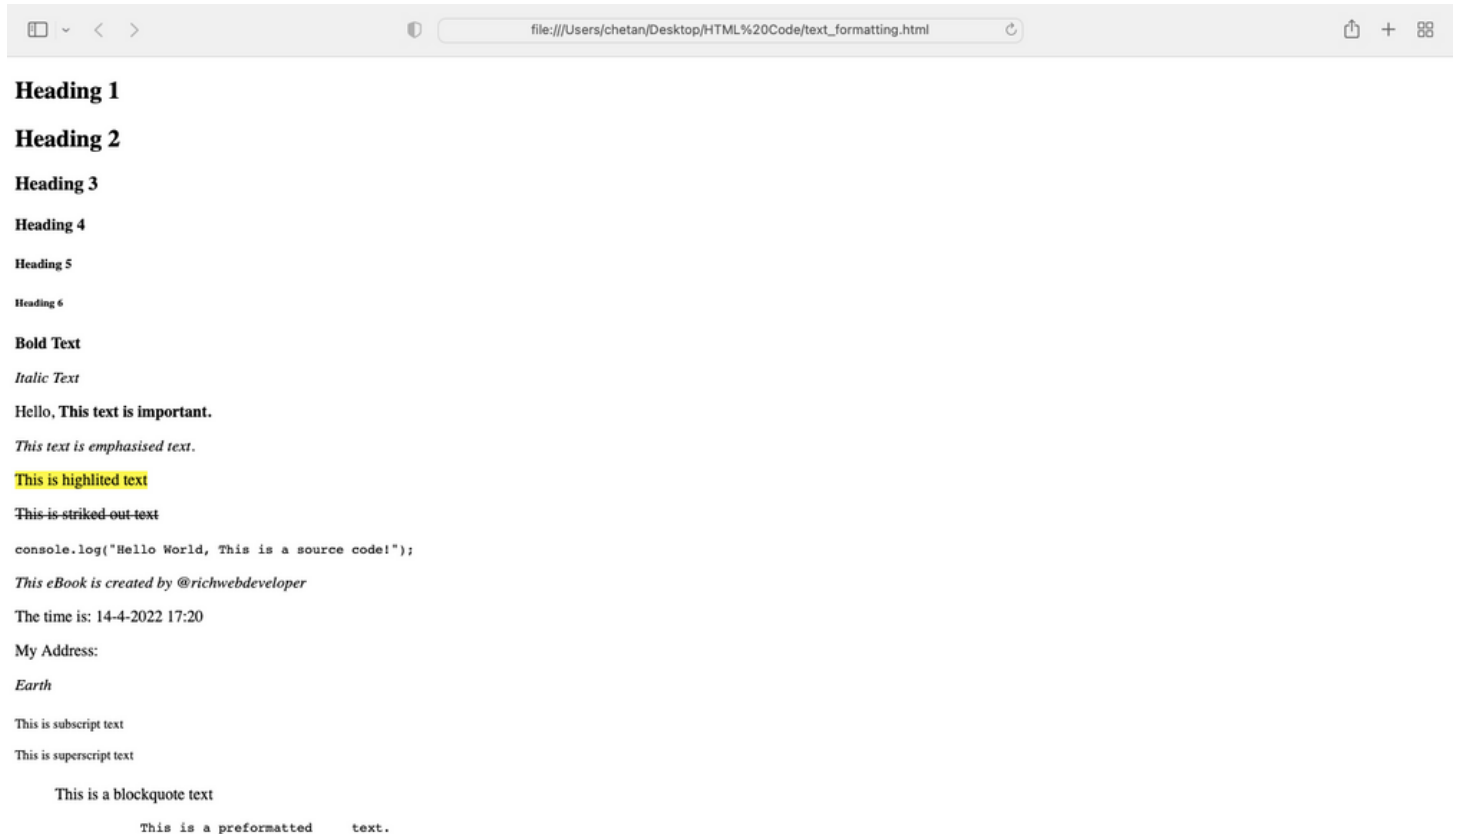 file:///Users/chetan/Desktop/HTML%20Code/text_formatting.html
Heading 1
Heading 2
Heading 3
Heading 4
Heading 5
Heading 6
Bold Text
Italic Text
Hello, This text is important.
This text is emphasised text.
This is highlited text
This is striked out text
console.log("Hello World, This is a source code!");
This eBook is created by @richwebdeveloper
The time is: 14-4-2022 17:20
My Address:
Earth
This is subscript text
This is superscript text
This is a blockquote text
This is a preformatted    text.